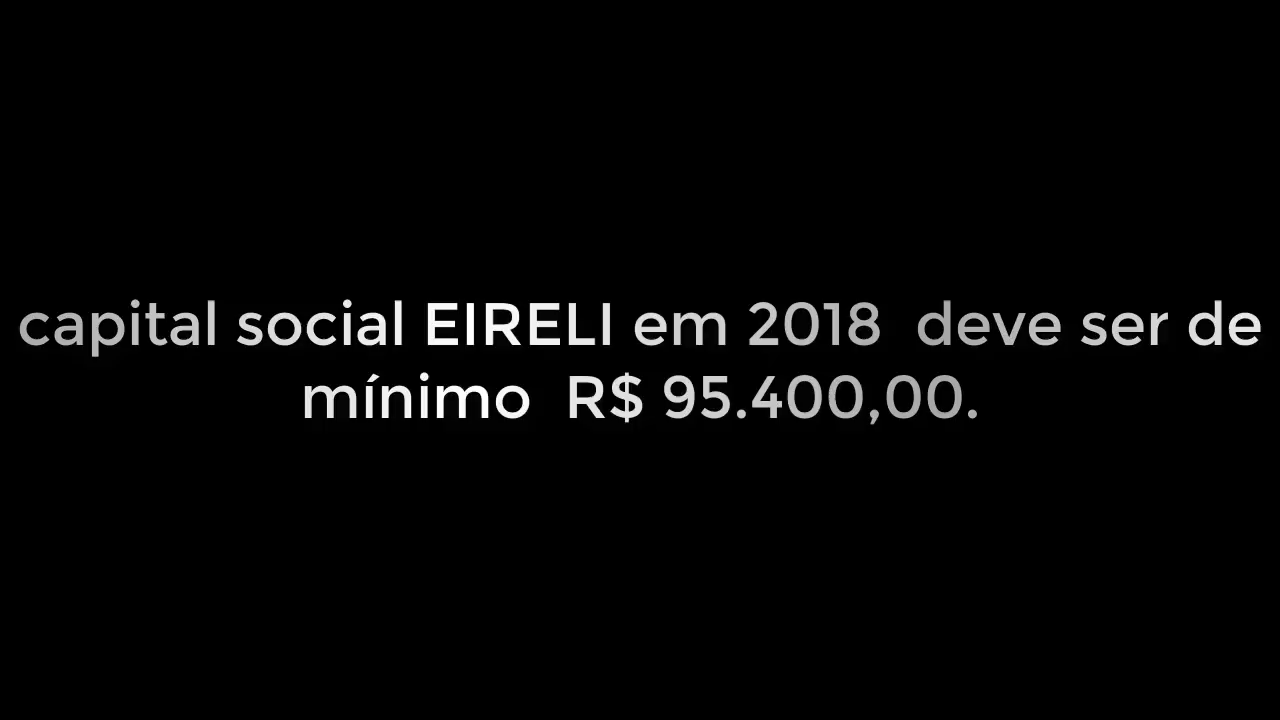 capital social EIRELI em 2018 deve ser de
mínimo R$ 95.400,00.